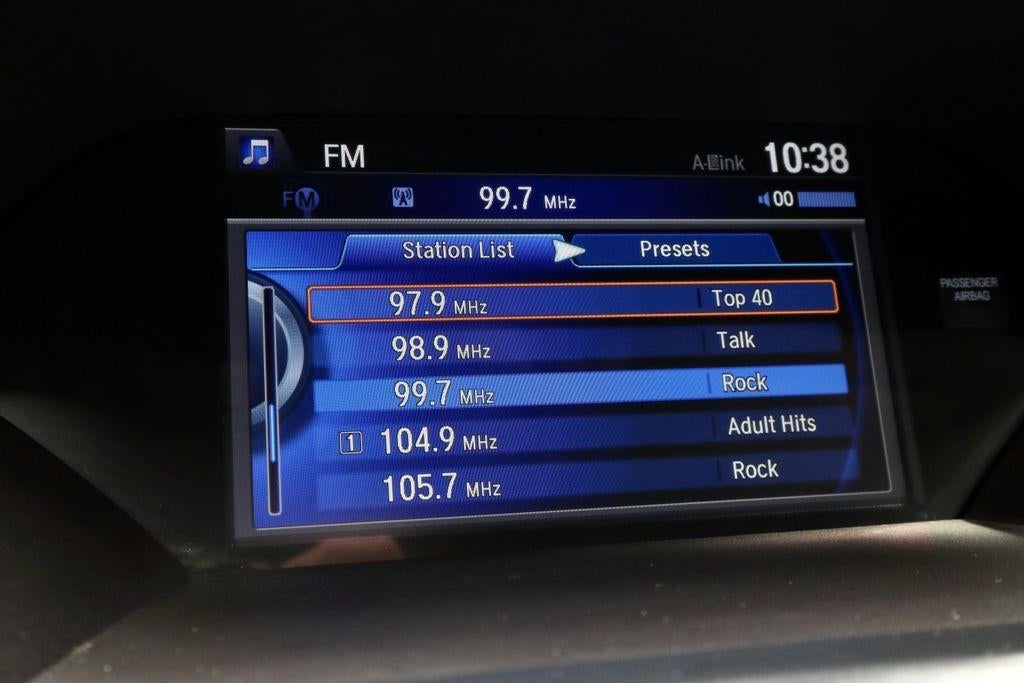 FM
A-Link
10:38
FM
99.7 MHz
00
Station List
Presets
97.9 MHz Top 40
98.9 MHz Talk
99.7 MHz Rock
1 104.9 MHz Adult Hits
105.7 MHz Rock
PASSENGER
AIRBAG